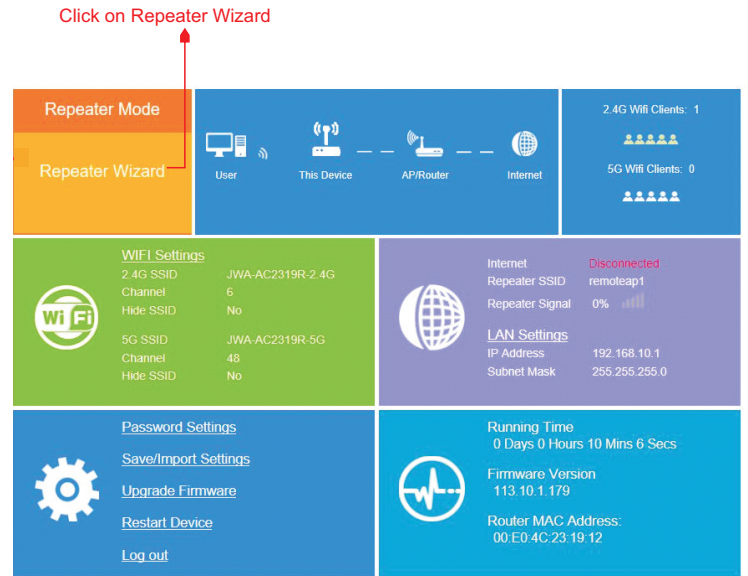 Click on Repeater Wizard
Repeater Mode
Repeater Wizard
User
This Device
AP/Router
Internet
2.4G Wifi Clients: 1
5G Wifi Clients: 0
Wi Fi
WIFI Settings
2.4G SSID JWA-AC2319R-2.4G
Channel 6
Hide SSID No
5G SSID JWA-AC2319R-5G
Channel 48
Hide SSID No
Internet Disconnected
Repeater SSID remoteap1
Repeater Signal 0%
LAN Settings
IP Address 192.168.10.1
Subnet Mask 255.255.255.0
Password Settings
Save/Import Settings
Upgrade Firmware
Restart Device
Log out
Running Time
0 Days 0 Hours 10 Mins 6 Secs
Firmware Version
113.10.1.179
Router MAC Address:
00:E0:4C:23:19:12